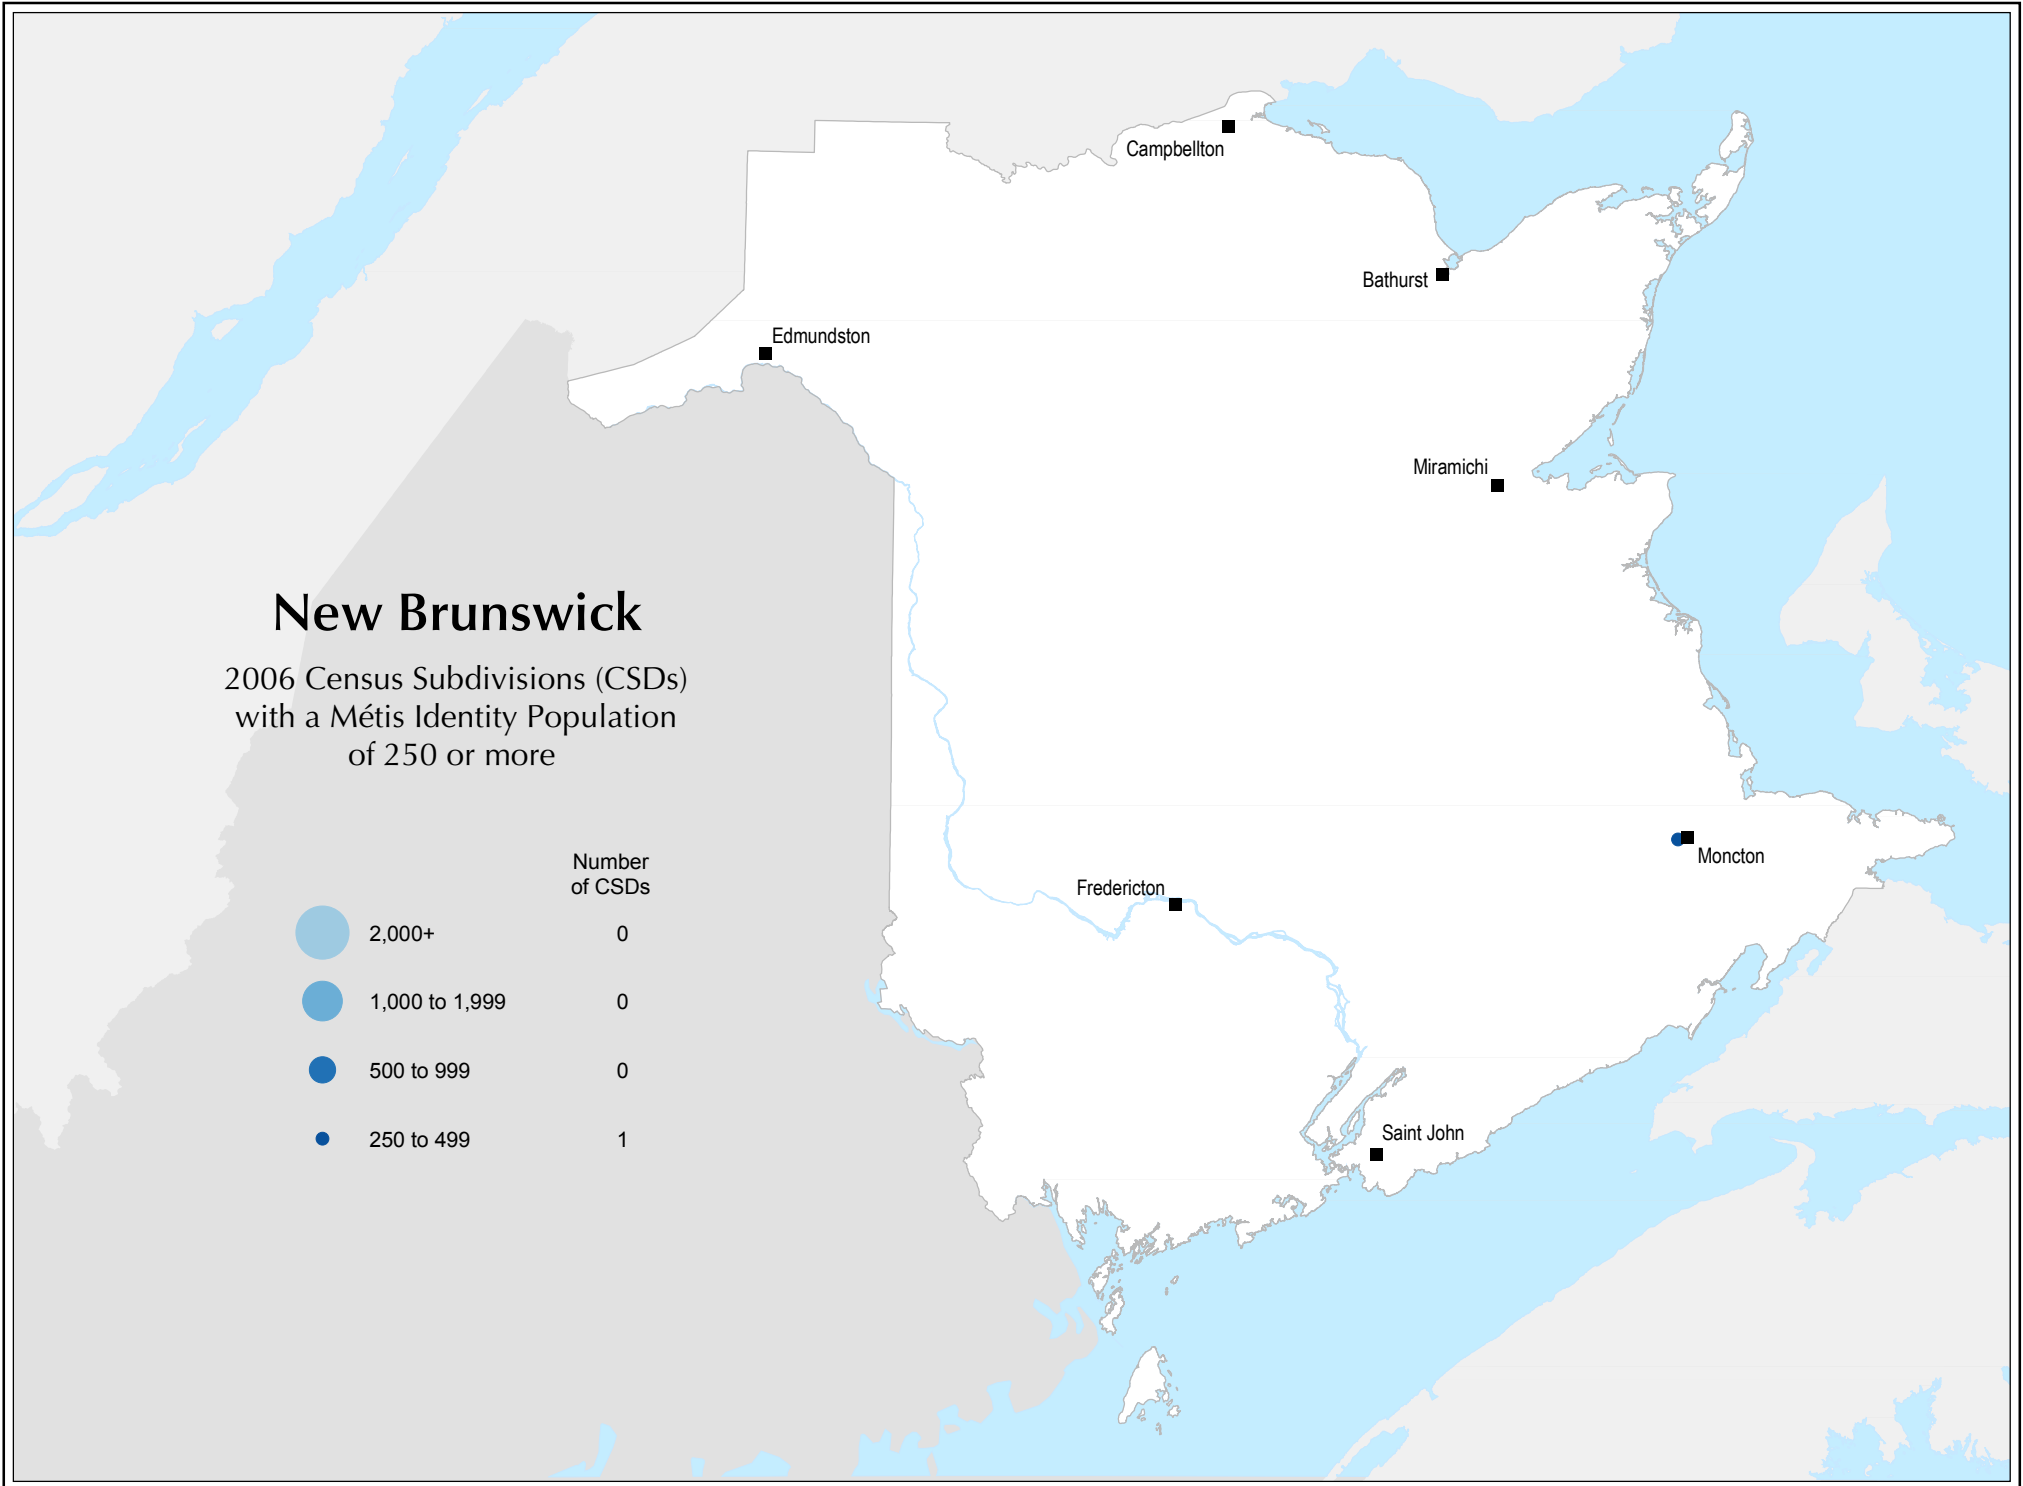 Campbellton
Bathurst
Edmundston
Miramichi
New Brunswick
2006 Census Subdivisions (CSDs)
with a Métis Identity Population
of 250 or more
Moncton
Fredericton
Number
of CSDs
2,000+ 0
1,000 to 1,999 0
500 to 999 0
250 to 499 1
Saint John